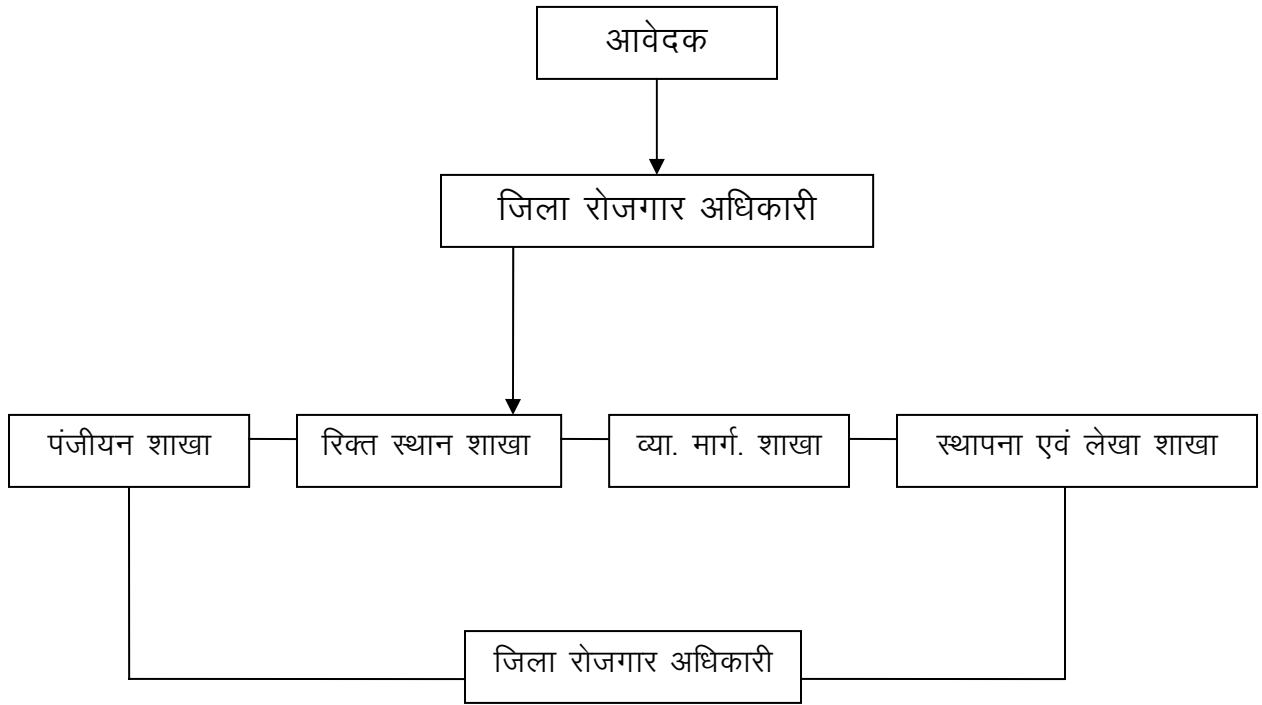 आवेदक
जिला रोजगार अधिकारी
पंजीयन शाखा
रिक्त स्थान शाखा
व्या. मार्ग. शाखा
स्थापना एवं लेखा शाखा
जिला रोजगार अधिकारी